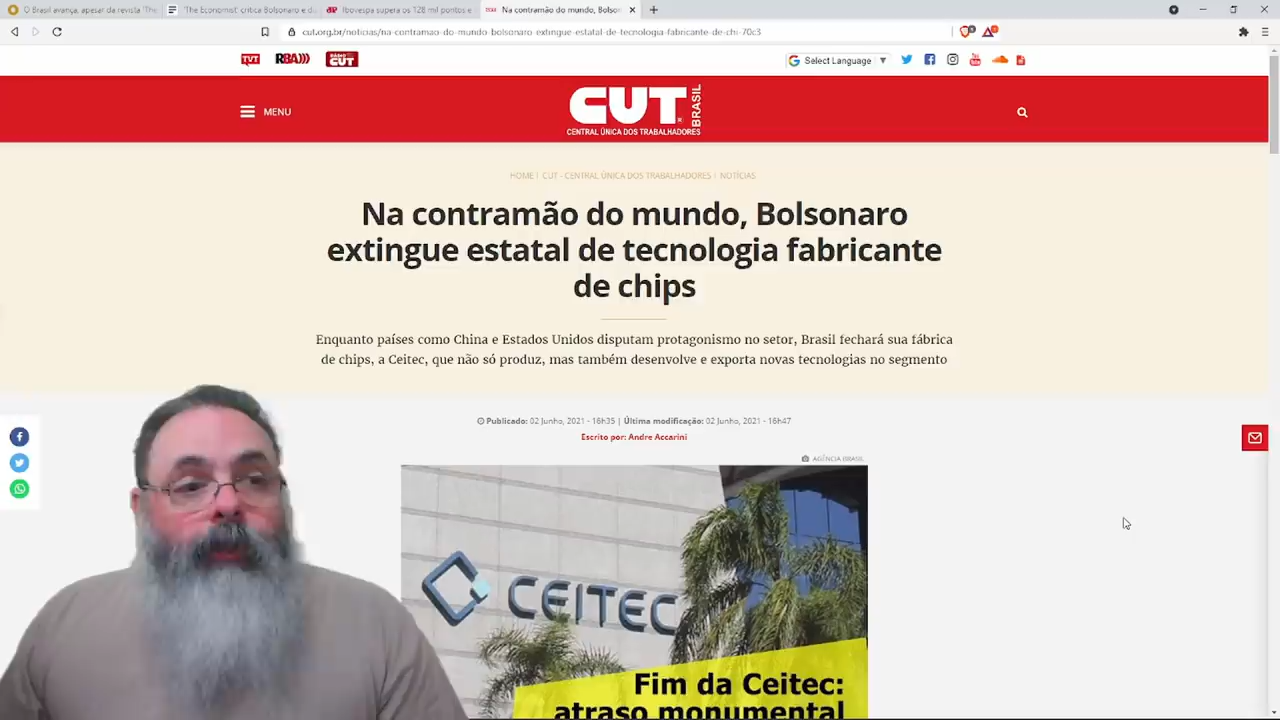 O Brasil avança, apesar da revista 'The
'The Economist' critica Bolsonaro e d
Ibovespa supera os 128 mil pontos e
Na contramão do mundo, Bolson
cut.org.br/noticias/na-contramao-do-mundo-bolsonaro-extingue-estatal-de-tecnologia-fabricante-de-chi-70c3
TVT
RBA
RÁDIO CUT
Select Language
MENU
CUT BRASIL
CENTRAL ÚNICA DOS TRABALHADORES
HOME | CUT - CENTRAL ÚNICA DOS TRABALHADORES | NOTÍCIAS
Na contramão do mundo, Bolsonaro
extingue estatal de tecnologia fabricante
de chips
Enquanto países como China e Estados Unidos disputam protagonismo no setor, Brasil fechará sua fábrica
de chips, a Ceitec, que não só produz, mas também desenvolve e exporta novas tecnologias no segmento
Publicado: 02 Junho, 2021 - 16h35 | Última modificação: 02 Junho, 2021 - 16h47
Escrito por: Andre Accarini
AGÊNCIA BRASIL
CEITEC
Fim da Ceitec:
atraso monumental